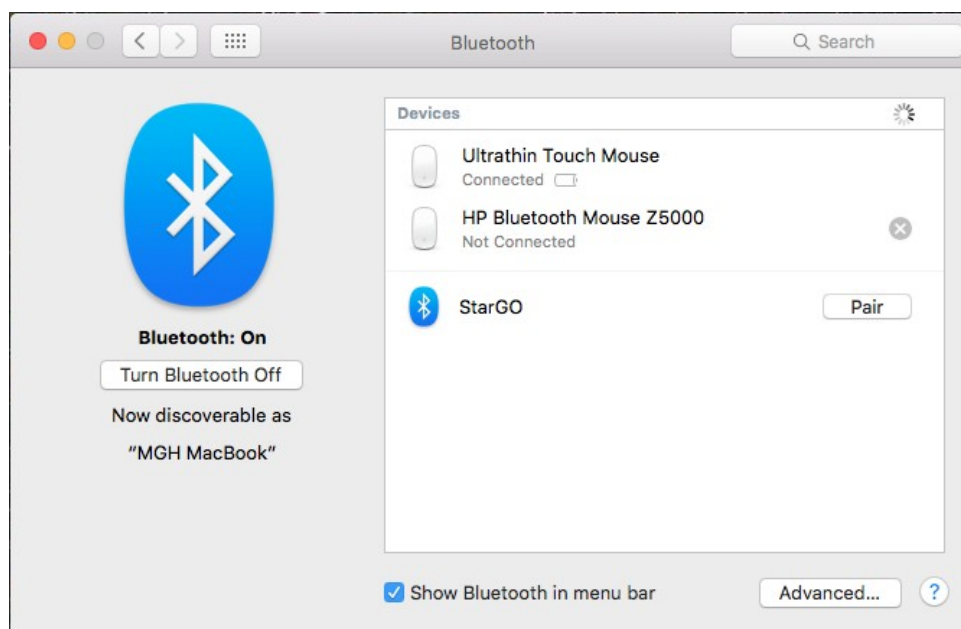 Bluetooth
Search
Bluetooth: On
Turn Bluetooth Off
Now discoverable as
“MGH MacBook”
Devices
Ultrathin Touch Mouse
Connected
HP Bluetooth Mouse Z5000
Not Connected
StarGO
Pair
Show Bluetooth in menu bar
Advanced...
?